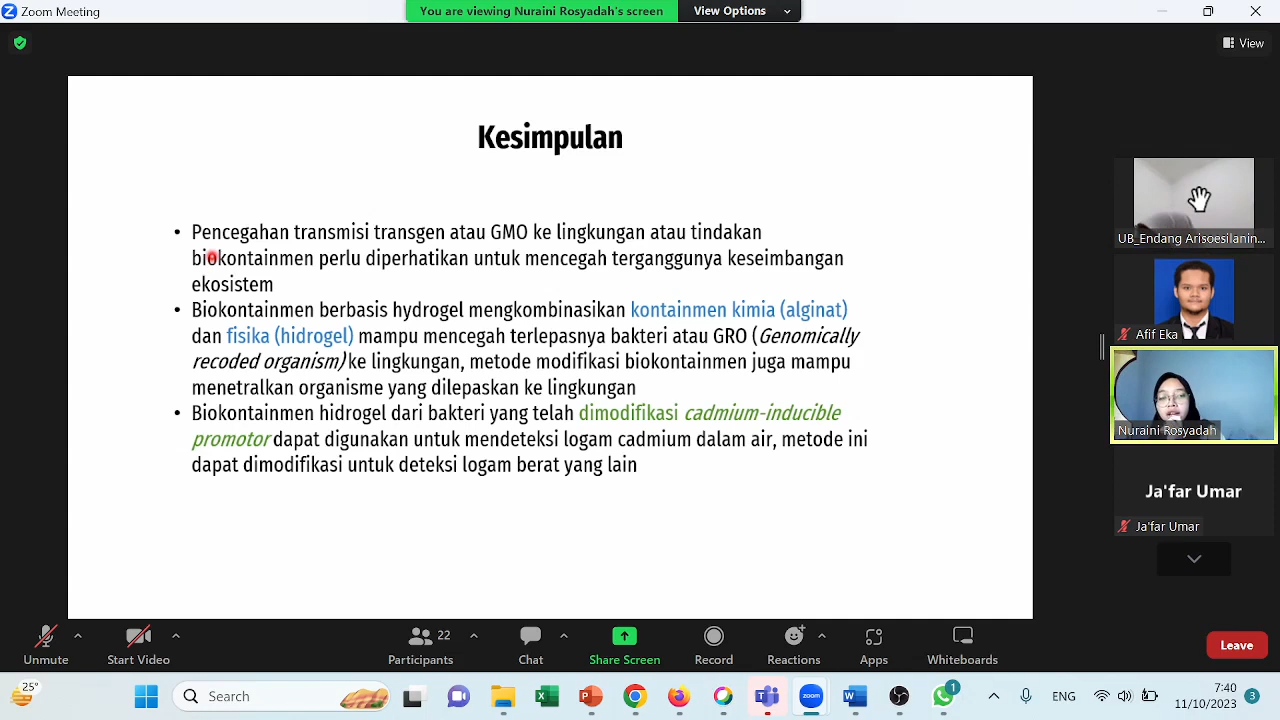 Zoom Meeting
You are viewing Nuraini Rosyadah's screen
View Options
View
Kesimpulan
• Pencegahan transmisi transgen atau GMO ke lingkungan atau tindakan
biokontainmen perlu diperhatikan untuk mencegah terganggunya keseimbangan
ekosistem
• Biokontainmen berbasis hydrogel mengkombinasikan kontainmen kimia (alginat)
dan fisika (hidrogel) mampu mencegah terlepasnya bakteri atau GRO (Genomically
recoded organism) ke lingkungan, metode modifikasi biokontainmen juga mampu
menetralkan organisme yang dilepaskan ke lingkungan
• Biokontainmen hidrogel dari bakteri yang telah dimodifikasi cadmium-inducible
promotor dapat digunakan untuk mendeteksi logam cadmium dalam air, metode ini
dapat dimodifikasi untuk deteksi logam berat yang lain
UB_Endang Arisoesilanin...
Afif Eka
Nuraini Rosyadah
Ja'far Umar
Ja'far Umar
Unmute
Start Video
22
Participants
Chat
Share Screen
Record
Reactions
Apps
Whiteboards
Leave
25°
Search
zoom
1
ENG
7:40
11/10/2023
3